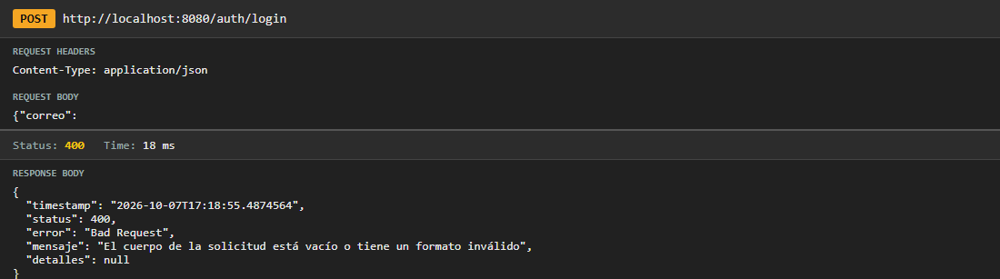 POST http://localhost:8080/auth/login
REQUEST HEADERS
Content-Type: application/json
REQUEST BODY
{"correo":
Status: 400 Time: 18 ms
RESPONSE BODY
{
  "timestamp": "2026-10-07T17:18:55.4874564",
  "status": 400,
  "error": "Bad Request",
  "mensaje": "El cuerpo de la solicitud está vacío o tiene un formato inválido",
  "detalles": null
}